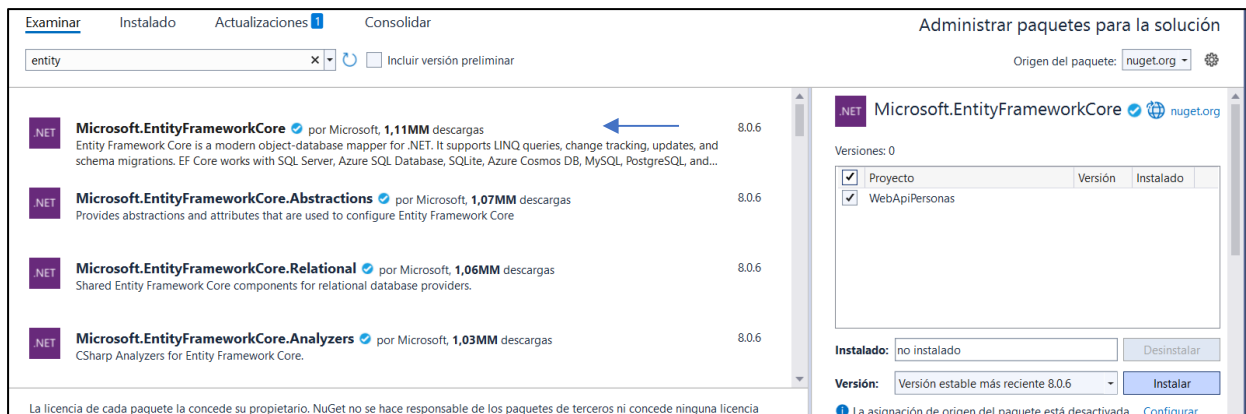 Examinar Instalado Actualizaciones 1 Consolidar Administrar paquetes para la solución
entity Incluir versión preliminar Origen del paquete: nuget.org
.NET Microsoft.EntityFrameworkCore por Microsoft, 1,11MM descargas 8.0.6
Entity Framework Core is a modern object-database mapper for .NET. It supports LINQ queries, change tracking, updates, and
schema migrations. EF Core works with SQL Server, Azure SQL Database, SQLite, Azure Cosmos DB, MySQL, PostgreSQL, and...
.NET Microsoft.EntityFrameworkCore.Abstractions por Microsoft, 1,07MM descargas 8.0.6
Provides abstractions and attributes that are used to configure Entity Framework Core
.NET Microsoft.EntityFrameworkCore.Relational por Microsoft, 1,06MM descargas 8.0.6
Shared Entity Framework Core components for relational database providers.
.NET Microsoft.EntityFrameworkCore.Analyzers por Microsoft, 1,03MM descargas 8.0.6
CSharp Analyzers for Entity Framework Core.
La licencia de cada paquete la concede su propietario. NuGet no se hace responsable de los paquetes de terceros ni concede ninguna licencia
.NET Microsoft.EntityFrameworkCore nuget.org
Versiones: 0
Proyecto Versión Instalado
WebApiPersonas
Instalado: no instalado Desinstalar
Versión: Versión estable más reciente 8.0.6 Instalar
La asignación de origen del paquete está desactivada. Configurar